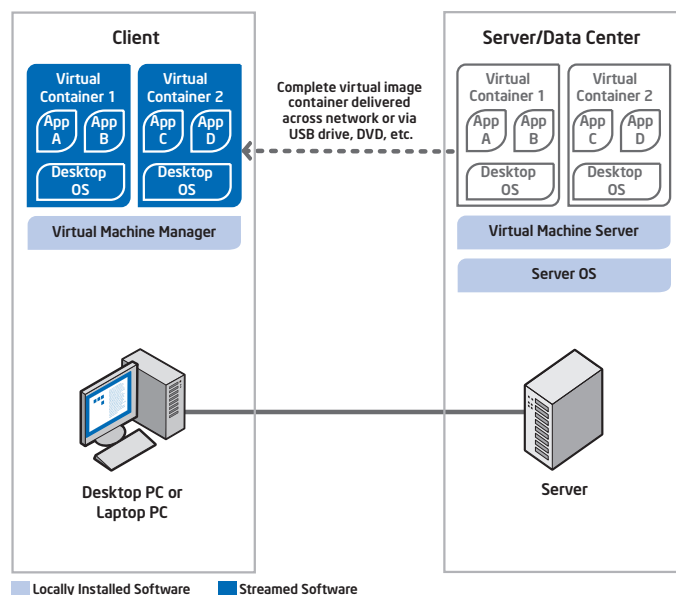 Client
Virtual
Container 1
App
A
App
B
Desktop
OS
Virtual
Container 2
App
C
App
D
Desktop
OS
Virtual Machine Manager
Complete virtual image
container delivered
across network or via
USB drive, DVD, etc.
Server/Data Center
Virtual
Container 1
App
A
App
B
Desktop
OS
Virtual
Container 2
App
C
App
D
Desktop
OS
Virtual Machine Server
Server OS
Desktop PC or
Laptop PC
Server
Locally Installed Software
Streamed Software